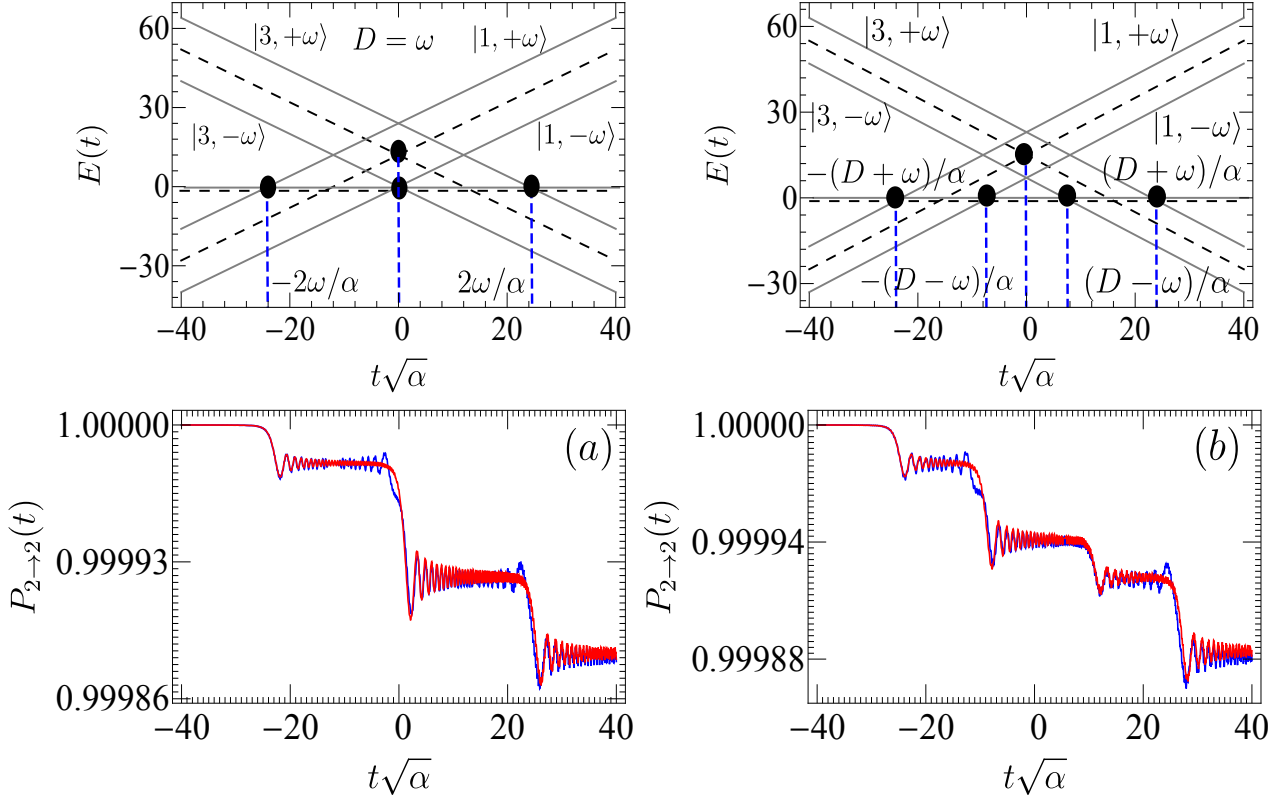 60
30
0
−30
E(t)
|3, +ω⟩
D = ω
|1, +ω⟩
|3, −ω⟩
|1, −ω⟩
−2ω/α
2ω/α
−40
−20
0
20
40
t√α
60
30
0
−30
E(t)
|3, +ω⟩
|1, +ω⟩
|3, −ω⟩
|1, −ω⟩
−(D + ω)/α
(D + ω)/α
−(D − ω)/α
(D − ω)/α
−40
−20
0
20
40
t√α
1.00000
0.99993
0.99986
P2→2(t)
(a)
−40
−20
0
20
40
t√α
1.00000
0.99994
0.99988
P2→2(t)
(b)
−40
−20
0
20
40
t√α